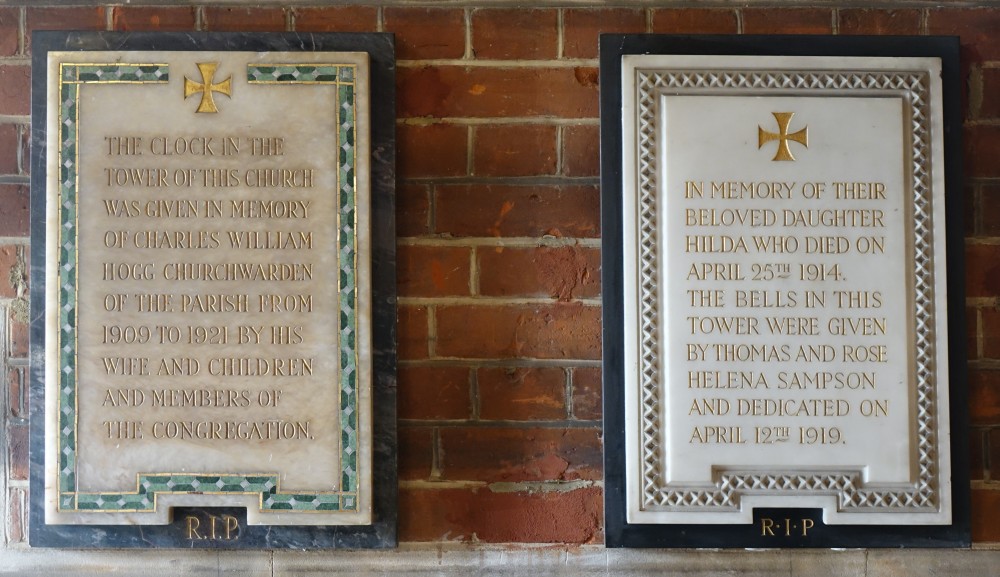 THE CLOCK IN THE
TOWER OF THIS CHURCH
WAS GIVEN IN MEMORY
OF CHARLES WILLIAM
HOGG CHURCHWARDEN
OF THE PARISH FROM
1909 TO 1921 BY HIS
WIFE AND CHILDREN
AND MEMBERS OF
THE CONGREGATION.
R.I.P.
IN MEMORY OF THEIR
BELOVED DAUGHTER
HILDA WHO DIED ON
APRIL 25TH 1914.
THE BELLS IN THIS
TOWER WERE GIVEN
BY THOMAS AND ROSE
HELENA SAMPSON
AND DEDICATED ON
APRIL 12TH 1919.
R·I·P